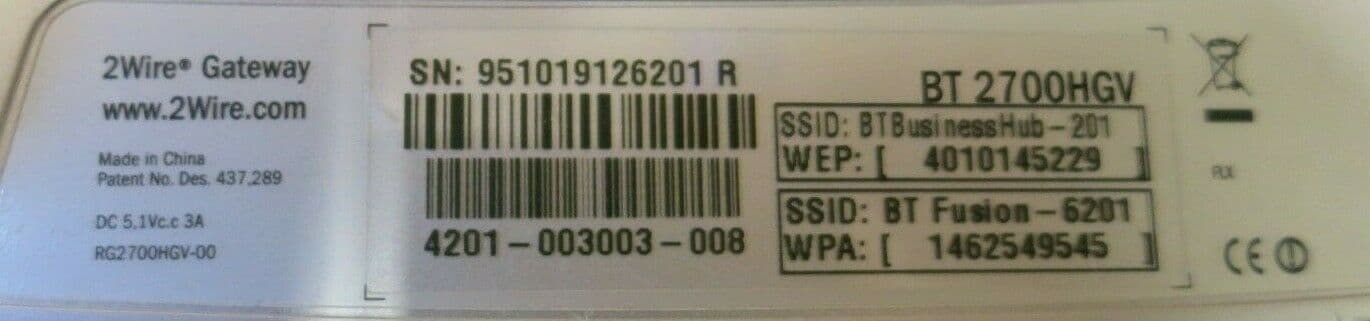 2Wire® Gateway
www.2Wire.com
Made in China
Patent No. Des. 437,289
DC 5,1Vc.c 3A
RG2700HGV-00
SN: 951019126201 R
4201-003003-008
BT 2700HGV
SSID: BTBusinessHub-201
WEP: [ 4010145229 ]
SSID: BT Fusion-6201
WPA: [ 1462549545 ]
CE